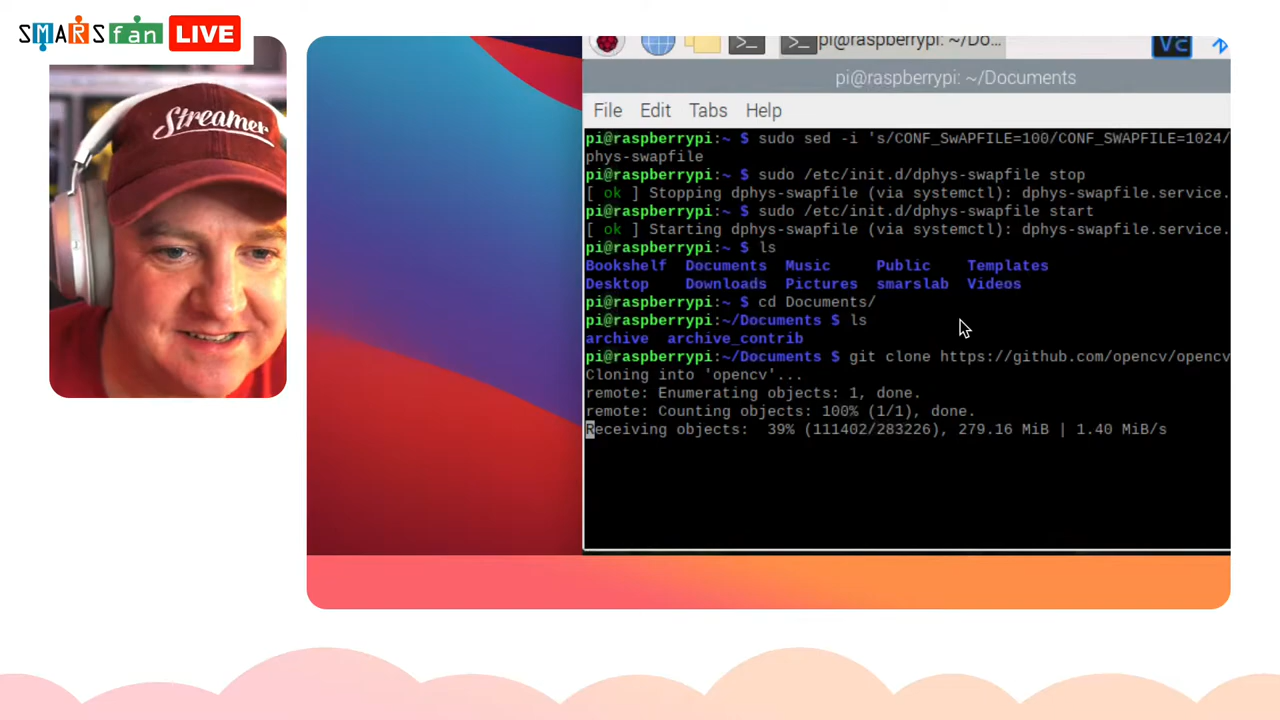 SMARSfan LIVE
Streamer
pi@raspberrypi: ~/Do...
Vc
pi@raspberrypi: ~/Documents
File Edit Tabs Help
pi@raspberrypi:~ $ sudo sed -i 's/CONF_SwAPFILE=100/CONF_SWAPFILE=1024/
phys-swapfile
pi@raspberrypi:~ $ sudo /etc/init.d/dphys-swapfile stop
[ ok ] Stopping dphys-swapfile (via systemctl): dphys-swapfile.service.
pi@raspberrypi:~ $ sudo /etc/init.d/dphys-swapfile start
[ ok ] Starting dphys-swapfile (via systemctl): dphys-swapfile.service.
pi@raspberrypi:~ $ ls
Bookshelf Documents Music Public Templates
Desktop Downloads Pictures smarslab Videos
pi@raspberrypi:~ $ cd Documents/
pi@raspberrypi:~/Documents $ ls
archive archive_contrib
pi@raspberrypi:~/Documents $ git clone https://github.com/opencv/opencv
Cloning into 'opencv'...
remote: Enumerating objects: 1, done.
remote: Counting objects: 100% (1/1), done.
Receiving objects: 39% (111402/283226), 279.16 MiB | 1.40 MiB/s